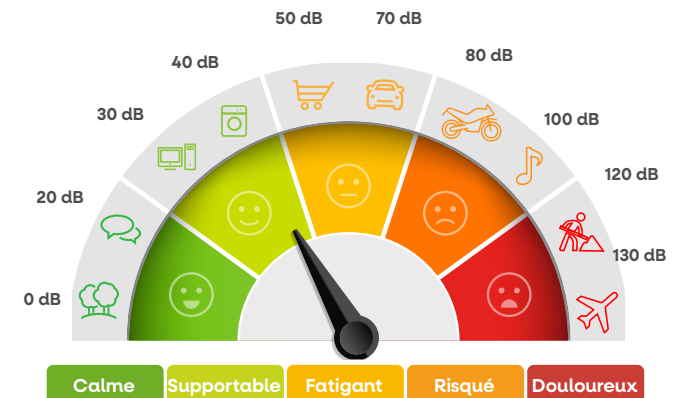 50 dB
70 dB
40 dB
80 dB
30 dB
100 dB
20 dB
120 dB
0 dB
130 dB
Calme
Supportable
Fatigant
Risqué
Douloureux